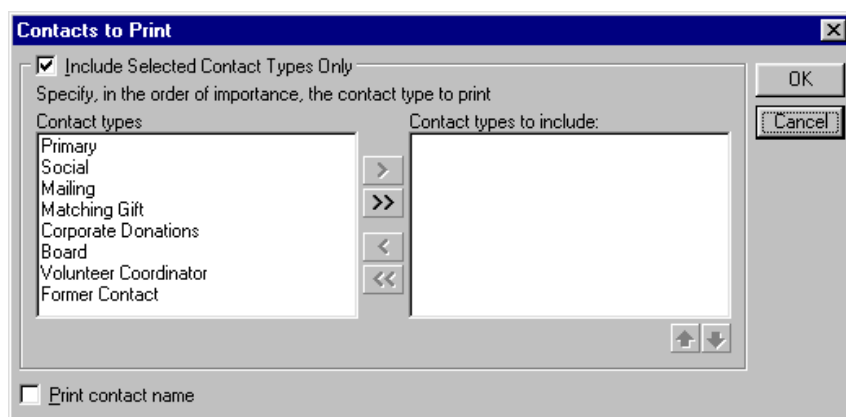 Contacts to Print
Include Selected Contact Types Only
Specify, in the order of importance, the contact type to print
Contact types
Contact types to include:
Primary
Social
Mailing
Matching Gift
Corporate Donations
Board
Volunteer Coordinator
Former Contact
>
>>
<
<<
OK
Cancel
Print contact name